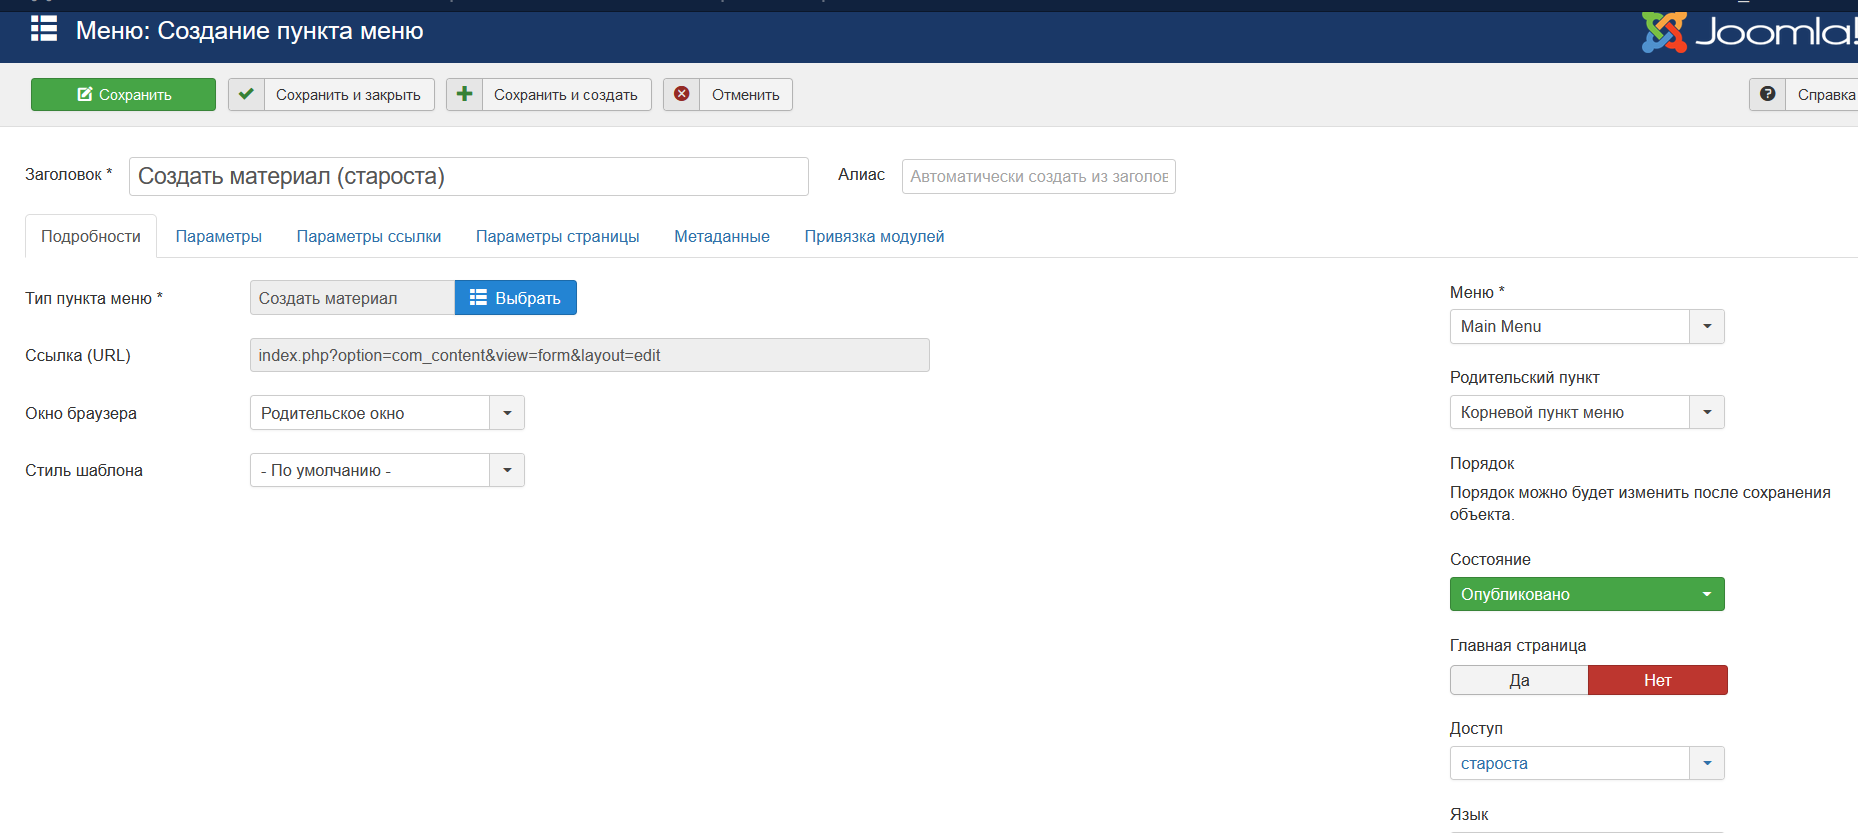 Меню: Создание пункта меню
Joomla!
Сохранить
Сохранить и закрыть
Сохранить и создать
Отменить
Справка
Заголовок *
Создать материал (староста)
Алиас
Автоматически создать из заголов
Подробности
Параметры
Параметры ссылки
Параметры страницы
Метаданные
Привязка модулей
Тип пункта меню *
Создать материал
Выбрать
Ссылка (URL)
index.php?option=com_content&view=form&layout=edit
Окно браузера
Родительское окно
Стиль шаблона
- По умолчанию -
Меню *
Main Menu
Родительский пункт
Корневой пункт меню
Порядок
Порядок можно будет изменить после сохранения
объекта.
Состояние
Опубликовано
Главная страница
Да
Нет
Доступ
староста
Язык